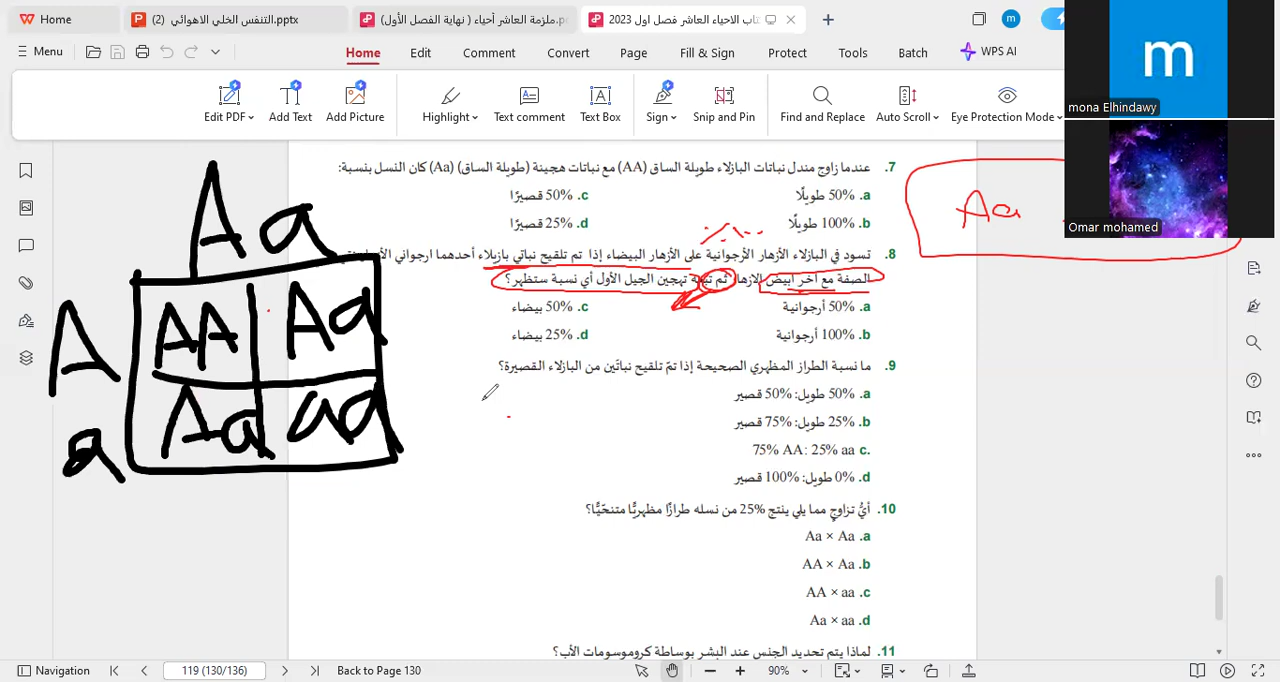 Home
التنفس الخلي الاهوائي (2).pptx
ملزمة العاشر أحياء ( نهاية الفصل الأول).
تاب الاحياء العاشر فصل اول 2023
m
Menu
Home
Edit
Comment
Convert
Page
Fill & Sign
Protect
Tools
Batch
WPS AI
Edit PDF
Add Text
Add Picture
Highlight
Text comment
Text Box
Sign
Snip and Pin
Find and Replace
Auto Scroll
Eye Protection Mode
m
mona Elhindawy
Omar mohamed
7. عندما زاوج مندل نباتات البازلاء طويلة الساق (AA) مع نباتات هجينة (طويلة الساق) (Aa) كان النسل بنسبة:
a. 50% طويلًا
c. 50% قصيرًا
b. 100% طويلًا
d. 25% قصيرًا
8. تسود في البازلاء الأزهار الأرجوانية على الأزهار البيضاء إذا تم تلقيح نباتي بازيلاء أحدهما ارجواني
الصفة مع آخر ابيض الازها ثم تهجين الجيل الأول أي نسبة ستظهر؟
a. 50% أرجوانية
c. 50% بيضاء
b. 100% أرجوانية
d. 25% بيضاء
9. ما نسبة الطراز المظهري الصحيحة إذا تمّ تلقيح نباتَين من البازلاء القصيرة؟
a. 50% طويل: 50% قصير
b. 25% طويل: 75% قصير
c. 75% AA: 25% aa
d. 0% طويل: 100% قصير
10. أيُّ تزاوجٍ مما يلي ينتج 25% من نسله طرازًا مظهريًّا متنحّيًّا؟
a. Aa × Aa
b. AA × Aa
c. AA × aa
d. Aa × aa
11. لماذا يتم تحديد الجنس عند البشر بوساطة كروموسومات الأب؟
Aa
A a
A AA Aa
a Aa aa
Navigation
119 (130/136)
Back to Page 130
90%